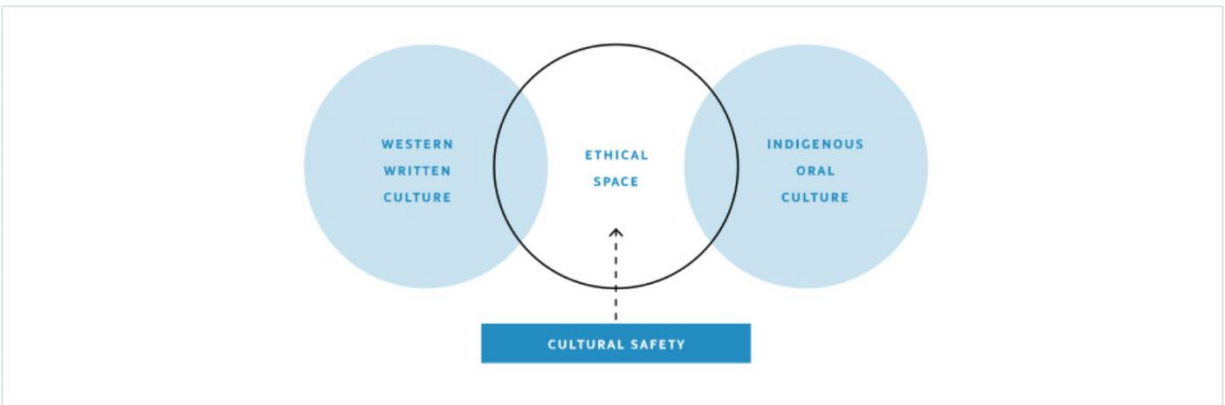 WESTERN
WRITTEN
CULTURE
ETHICAL
SPACE
INDIGENOUS
ORAL
CULTURE
CULTURAL SAFETY